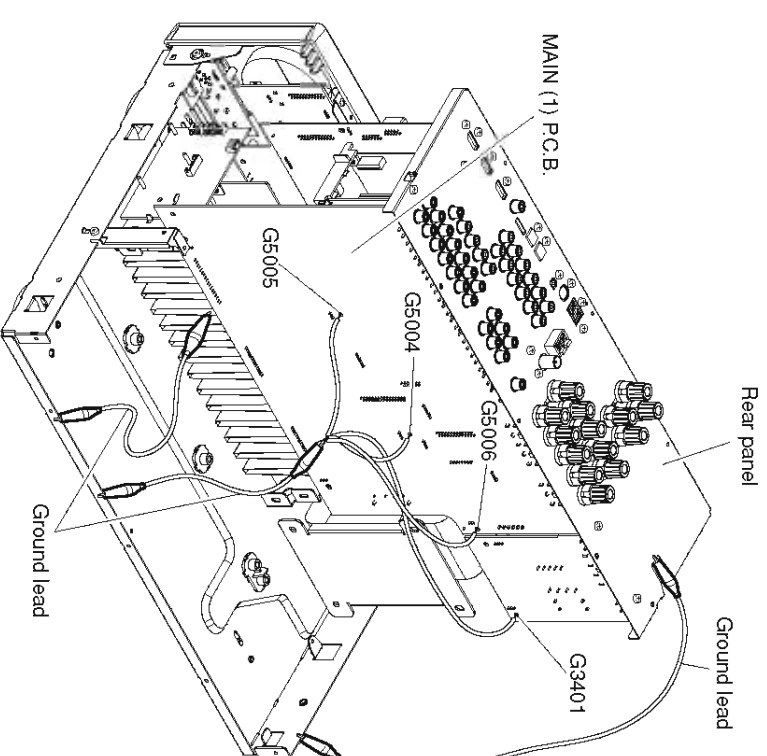 MAIN (1) P.C.B.
Rear panel
G5005
G5004
G5006
G3401
Ground lead
Ground lead